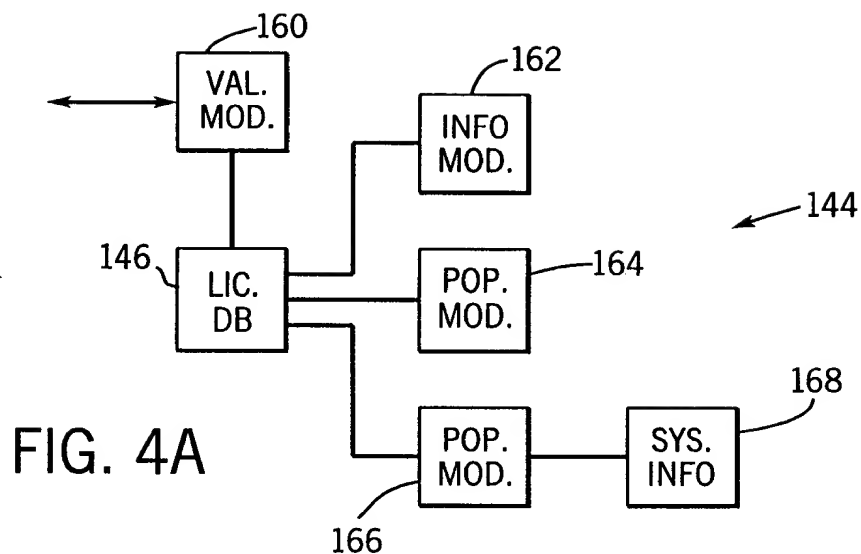 160
VAL.
MOD.
162
INFO
MOD.
144
146
LIC.
DB
POP.
MOD.
164
168
POP.
MOD.
SYS.
INFO
FIG. 4A
166